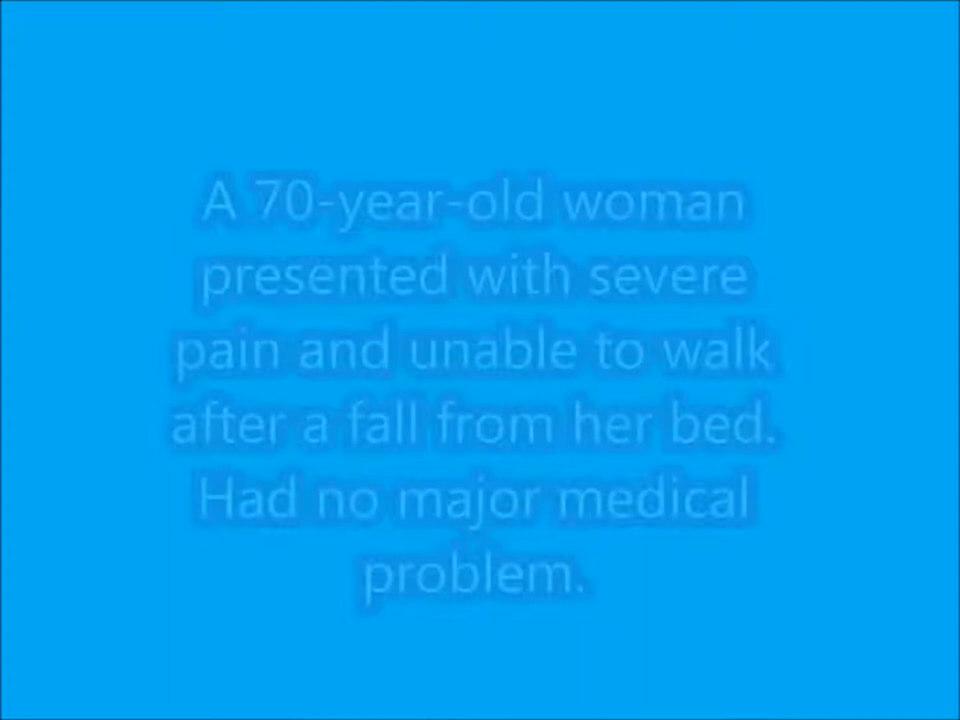 A 70-year-old woman
presented with severe
pain and unable to walk
after a fall from her bed.
Had no major medical
problem.